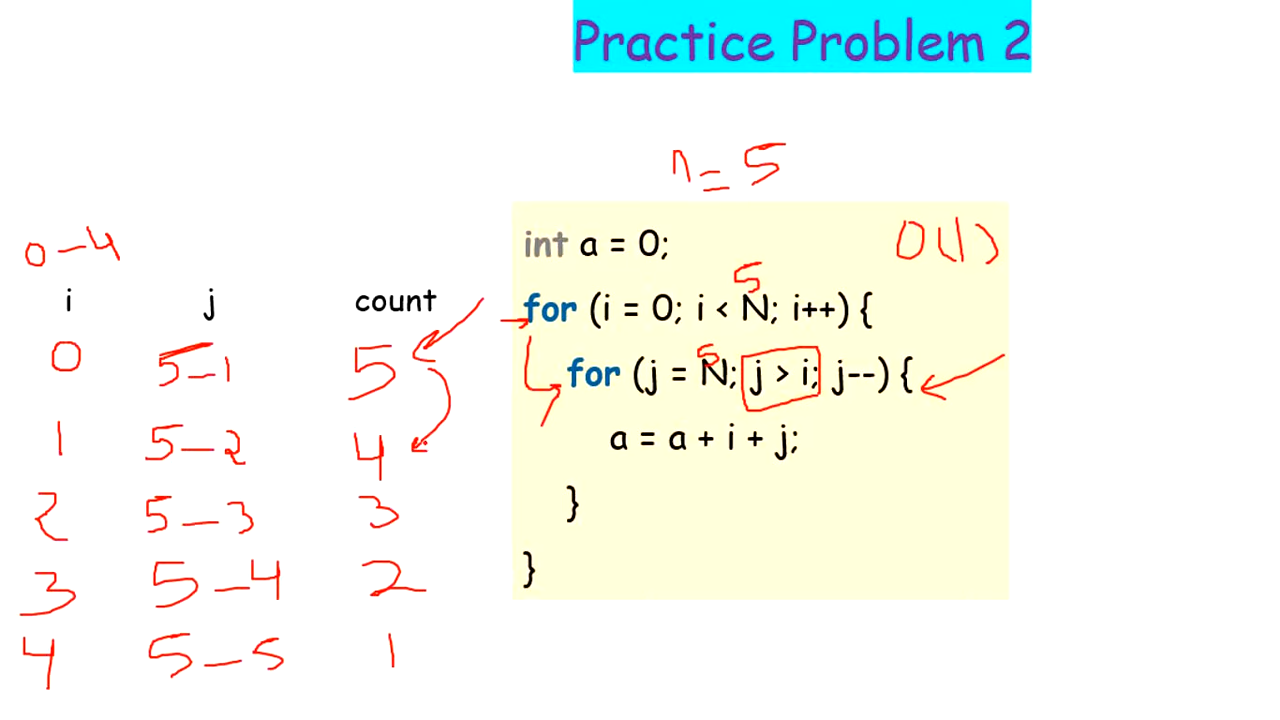 Practice Problem 2
n = 5
0-4
i j count
0 5-1 5
1 5-2 4
2 5-3 3
3 5-4 2
4 5-5 1
int a = 0; O(1)
5
for (i = 0; i < N; i++) {
5
for (j = N; j > i; j--) {
a = a + i + j;
}
}